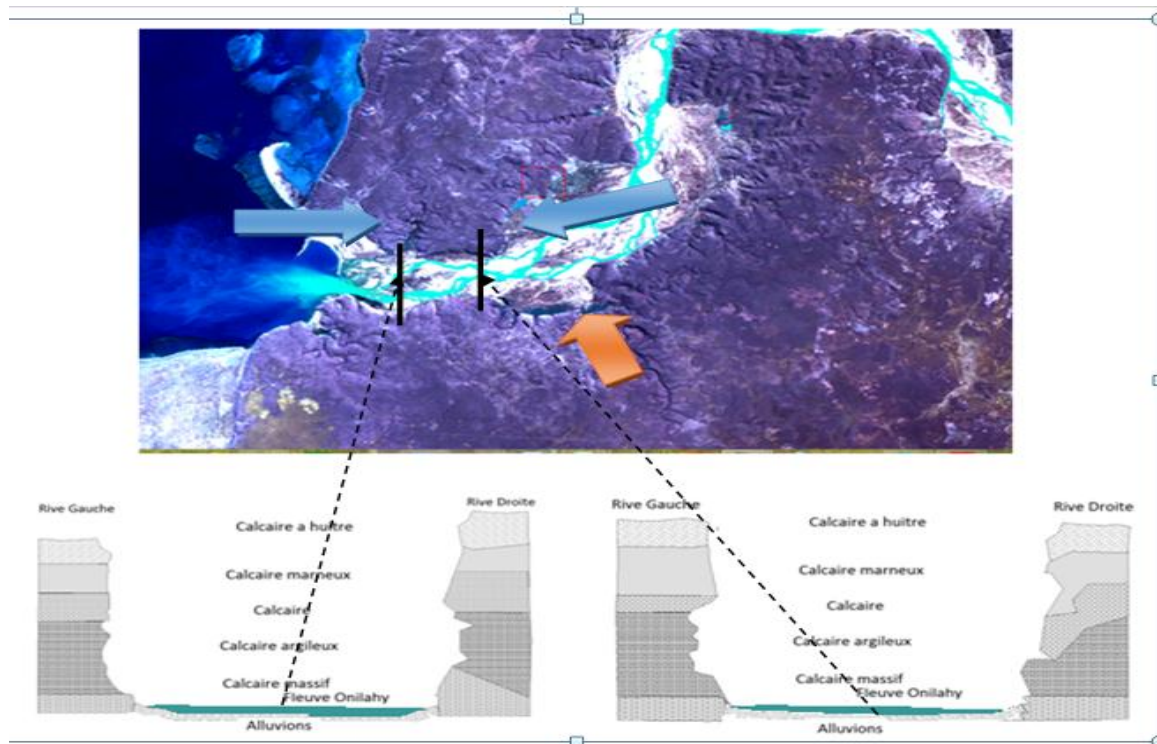 Rive Gauche
Rive Droite
Calcaire a huitre
Calcaire marneux
Calcaire
Calcaire argileux
Calcaire massif
Fleuve Onilahy
Alluvions
Rive Gauche
Rive Droite
Calcaire a huitre
Calcaire marneux
Calcaire
Calcaire argileux
Calcaire massif
Fleuve Onilahy
Alluvions